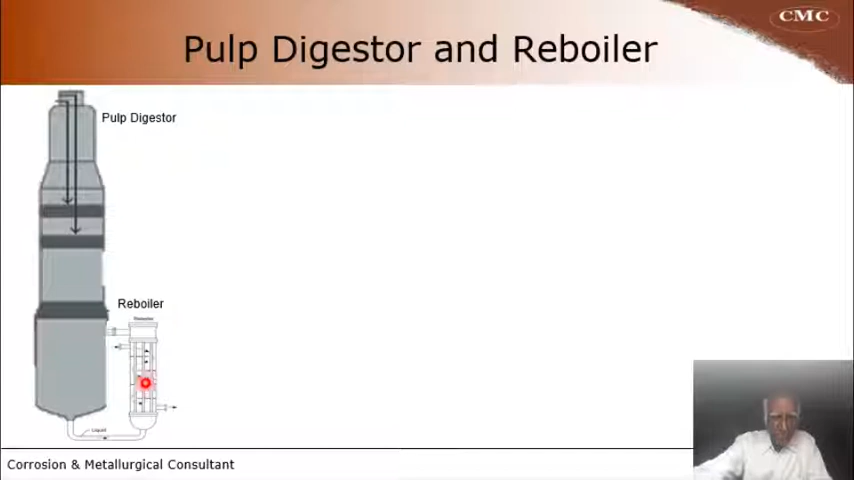 CMC
Pulp Digestor and Reboiler
Pulp Digestor
Reboiler
Liquid
Corrosion & Metallurgical Consultant